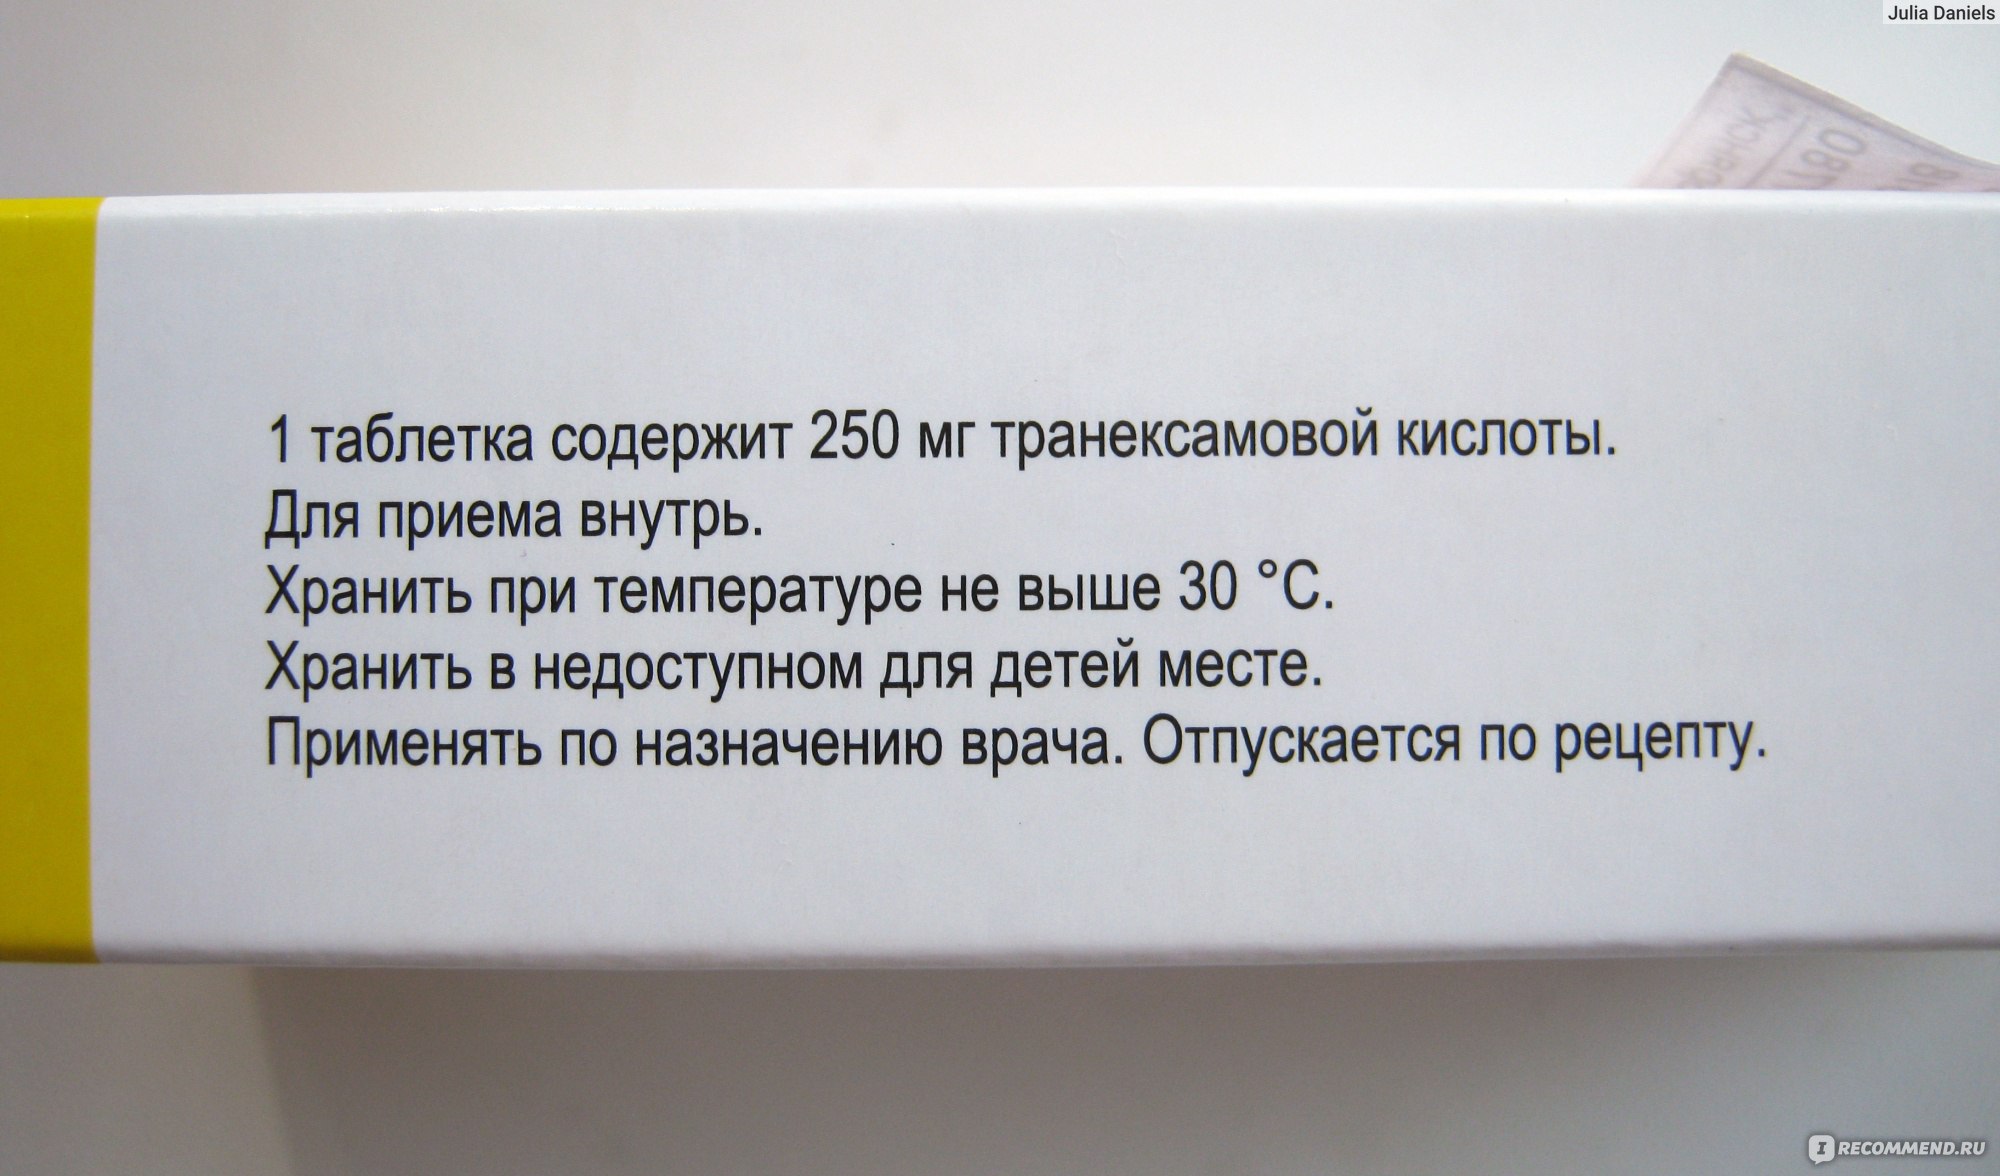 Julia Daniels
1 таблетка содержит 250 мг транексамовой кислоты.
Для приема внутрь.
Хранить при температуре не выше 30 °С.
Хранить в недоступном для детей месте.
Применять по назначению врача. Отпускается по рецепту.
IRECOMMEND.RU